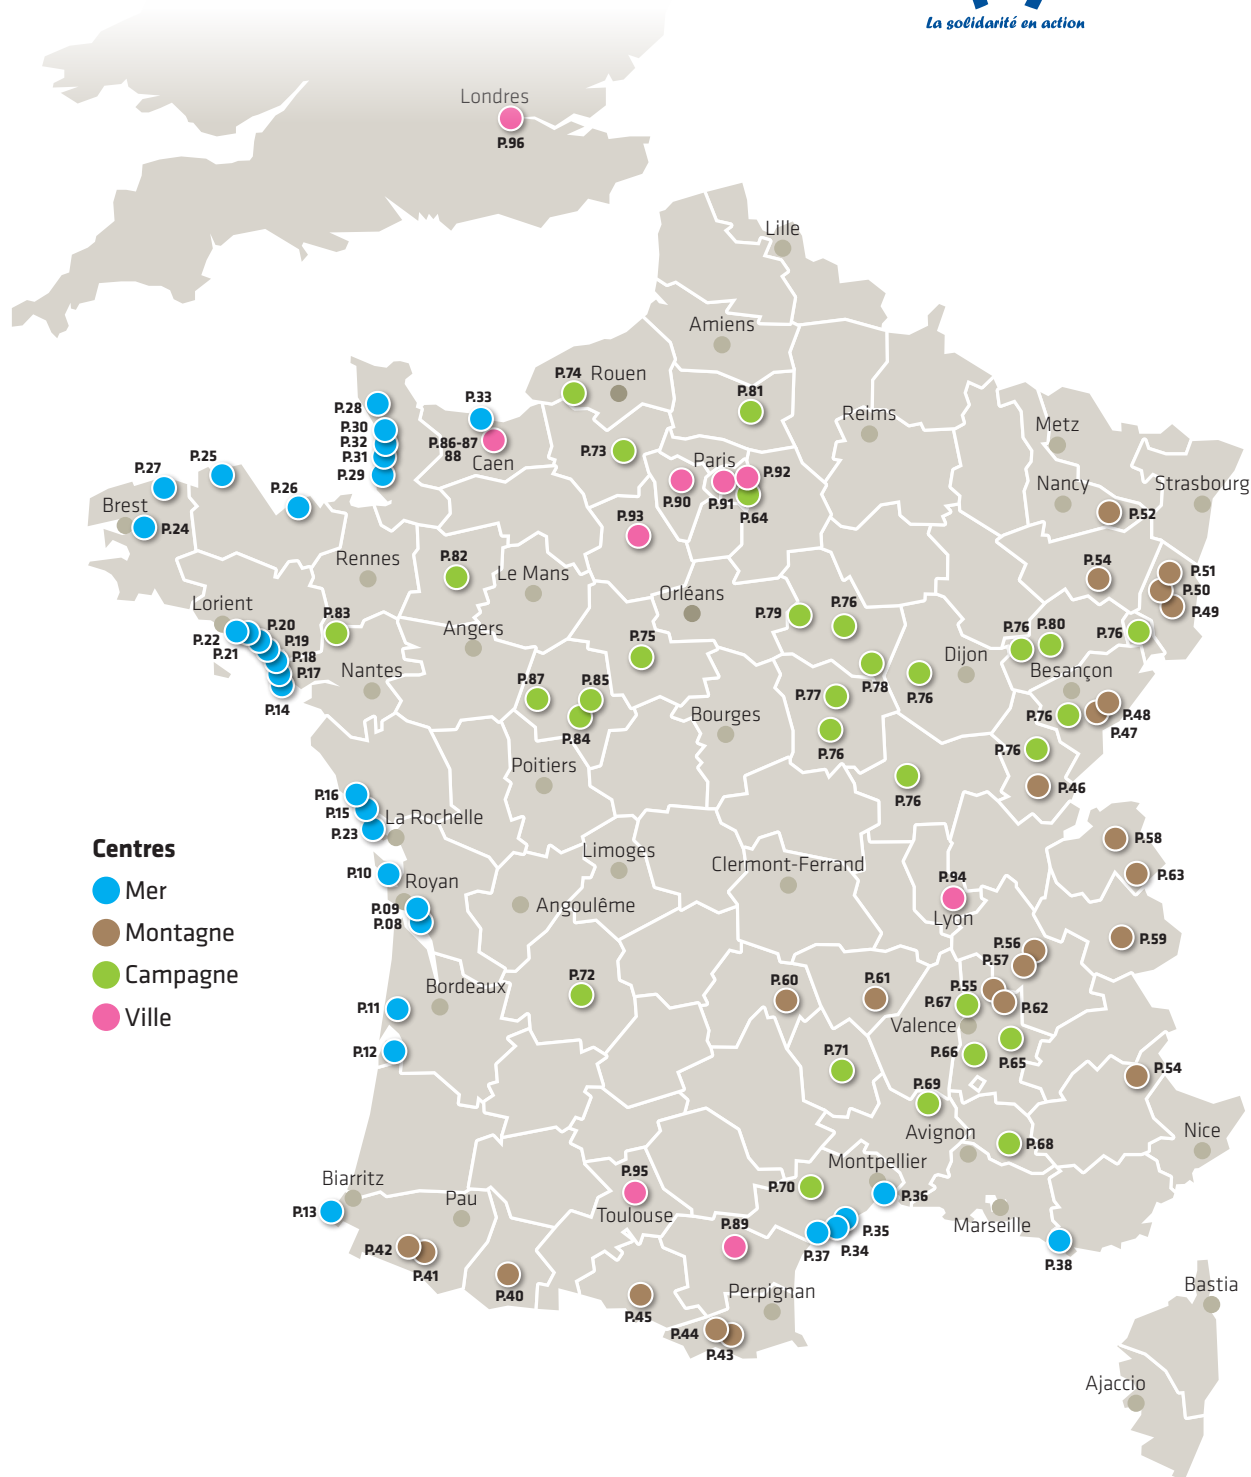 La solidarité en action
Londres
P.96
Lille
Amiens
P.74
Rouen
P.81
P.28
P.33
Reims
P.30
P.32
P.86-87
88
Metz
P.31
Caen
P.73
Paris
P.92
P.25
P.27
P.29
Nancy
Strasbourg
P.26
P.90
P.91
P.64
Brest
P.24
P.93
P.52
Rennes
P.82
Le Mans
P.54
P.51
P.50
P.49
Orléans
Lorient
P.83
P.79
P.76
P.20
P.22
P.19
P.21
P.18
P.17
P.14
Angers
P.75
P.76
P.80
P.76
Nantes
Dijon
Besançon
P.78
P.76
P.87
P.85
P.84
P.77
Bourges
P.76
P.48
P.47
P.76
P.76
Poitiers
P.76
P.46
P.16
P.15
P.23
La Rochelle
Centres
Mer
Montagne
Campagne
Ville
P.58
Limoges
Clermont-Ferrand
P.63
P.10
Royan
P.94
Lyon
P.09
P.08
Angoulême
P.59
P.56
P.57
P.72
P.60
P.61
P.55
P.67
P.62
Bordeaux
P.11
Valence
P.12
P.71
P.66
P.65
P.54
P.69
Avignon
P.68
Nice
Montpellier
P.95
P.70
P.36
Biarritz
Pau
P.13
Toulouse
P.89
P.35
P.34
P.37
Marseille
P.38
P.42
P.41
P.40
P.45
Perpignan
P.44
P.43
Bastia
Ajaccio